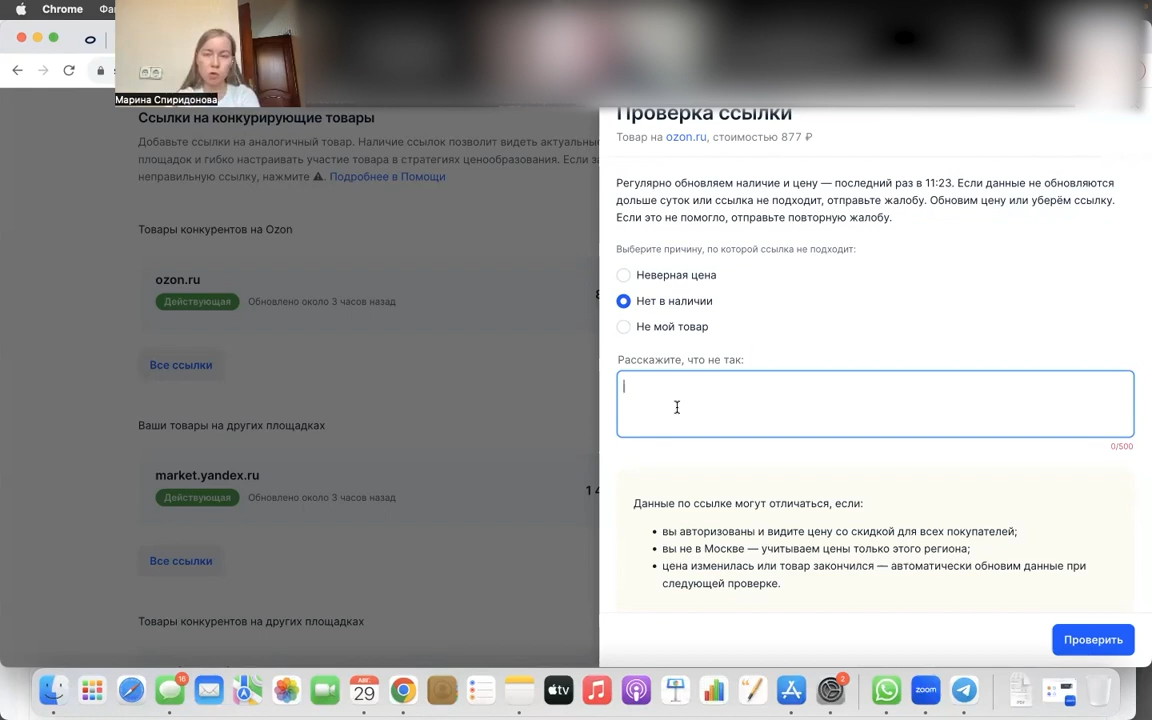 Chrome
Марина Спиридонова
Ссылки на конкурирующие товары
Добавьте ссылки на аналогичный товар. Наличие ссылок позволит видеть актуальные
площадок и гибко настраивать участие товара в стратегиях ценообразования. Если
неправильную ссылку, нажмите ⚠. Подробнее в Помощи
Товары конкурентов на Ozon
ozon.ru
Действующая Обновлено около 3 часов назад
Все ссылки
Ваши товары на других площадках
market.yandex.ru
Действующая Обновлено около 3 часов назад
1 4
Все ссылки
Товары конкурентов на других площадках
Проверка ссылки
Товар на ozon.ru, стоимостью 877 ₽
Регулярно обновляем наличие и цену — последний раз в 11:23. Если данные не обновляются
дольше суток или ссылка не подходит, отправьте жалобу. Обновим цену или уберём ссылку.
Если это не помогло, отправьте повторную жалобу.
Выберите причину, по которой ссылка не подходит:
Неверная цена
Нет в наличии
Не мой товар
Расскажите, что не так:
0/500
Данные по ссылке могут отличаться, если:
• вы авторизованы и видите цену со скидкой для всех покупателей;
• вы не в Москве — учитываем цены только этого региона;
• цена изменилась или товар закончился — автоматически обновим данные при
следующей проверке.
Проверить
16
АВГ.
29
tv
2
zoom